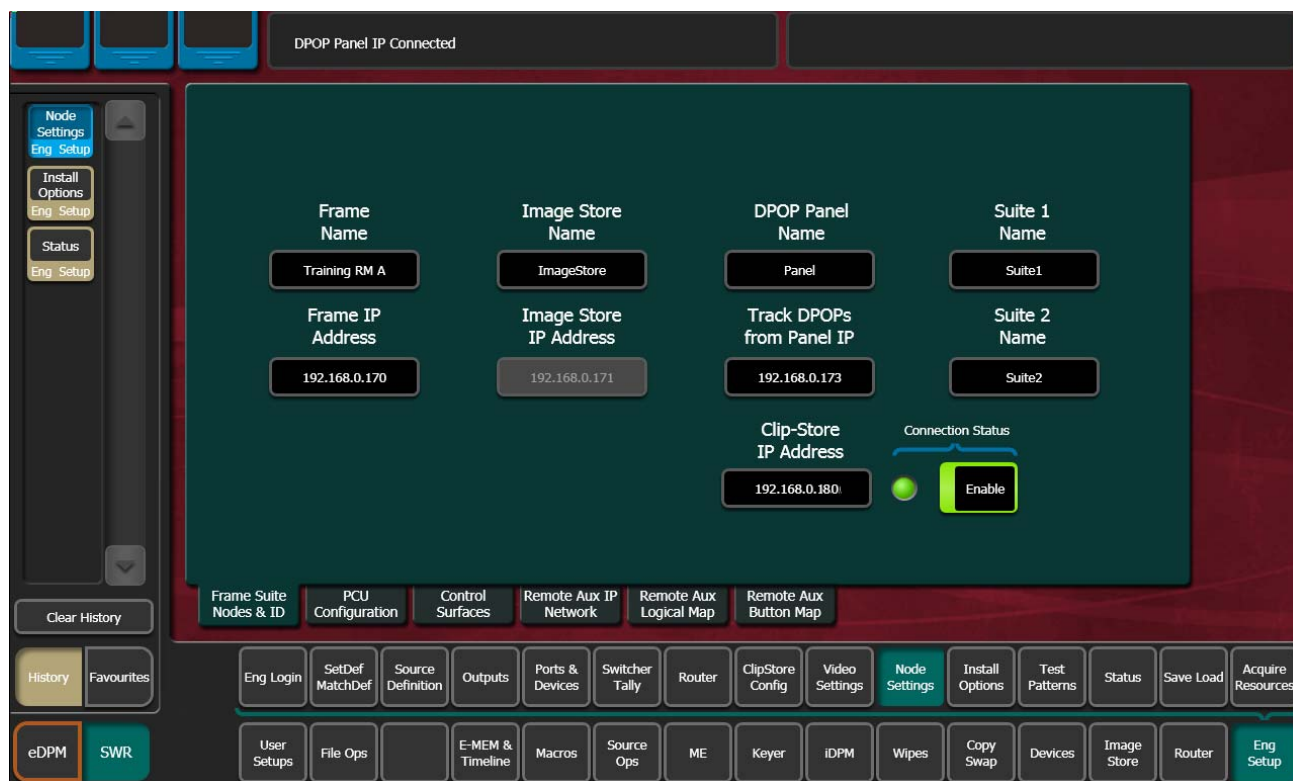 DPOP Panel IP Connected
Node
Settings
Eng Setup
Install
Options
Eng Setup
Status
Eng Setup
Clear History
History
Favourites
eDPM
SWR
Frame
Name
Image Store
Name
DPOP Panel
Name
Suite 1
Name
Training RM A
ImageStore
Panel
Suite1
Frame IP
Address
Image Store
IP Address
Track DPOPs
from Panel IP
Suite 2
Name
192.168.0.170
192.168.0.171
192.168.0.173
Suite2
Clip-Store
IP Address
Connection Status
192.168.0.180
Enable
Frame Suite
Nodes & ID
PCU
Configuration
Control
Surfaces
Remote Aux IP
Network
Remote Aux
Logical Map
Remote Aux
Button Map
Eng Login
SetDef
MatchDef
Source
Definition
Outputs
Ports &
Devices
Switcher
Tally
Router
ClipStore
Config
Video
Settings
Node
Settings
Install
Options
Test
Patterns
Status
Save Load
Acquire
Resources
User
Setups
File Ops
E-MEM &
Timeline
Macros
Source
Ops
ME
Keyer
iDPM
Wipes
Copy
Swap
Devices
Image
Store
Router
Eng
Setup